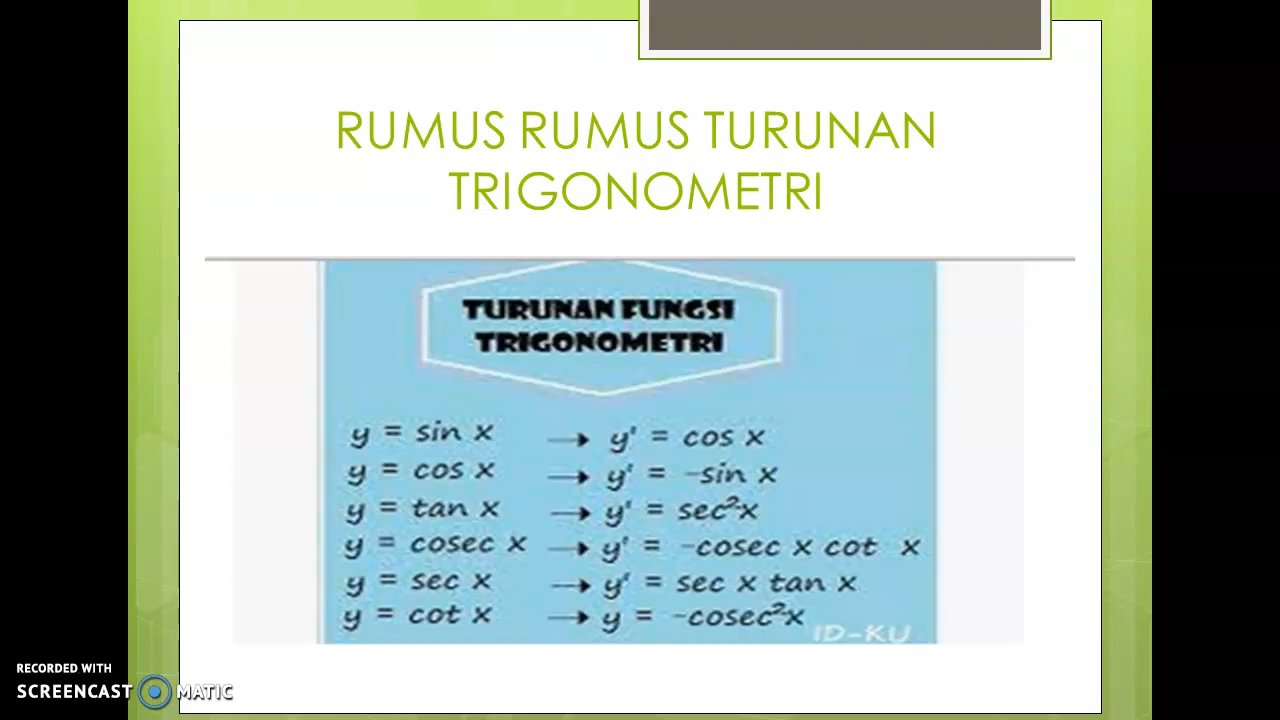 RUMUS RUMUS TURUNAN
TRIGONOMETRI
TURUNAN FUNGSI
TRIGONOMETRI
y = sin x → y' = cos x
y = cos x → y' = -sin x
y = tan x → y' = sec²x
y = cosec x → y' = -cosec x cot x
y = sec x → y' = sec x tan x
y = cot x → y = -cosec²x
ID-KU
RECORDED WITH
SCREENCAST MATIC